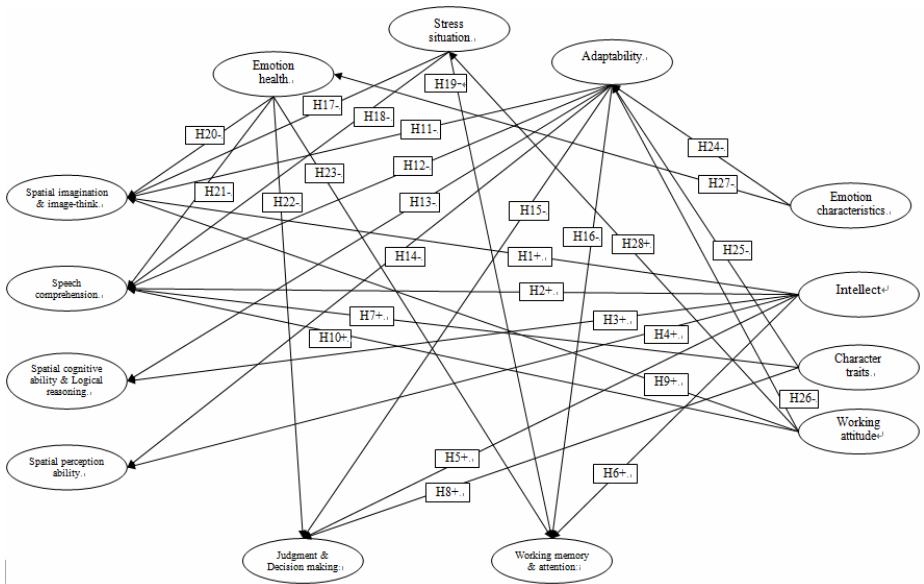 Stress
situation.
Adaptability.
Emotion
health.
H19-
H17-
H18-
H20-
H11-
H24-
H12-
H23-
H27-
H21-
Spatial imagination
& image-think.
H22-
H13-
Emotion
characteristics.
H15-
H16-
H28+
H25-
H14-
H1+
Speech
comprehension.
H2+
Intellect
H7+
H3+
H10+
H4+
Character
traits.
Spatial cognitive
ability & Logical
reasoning.
H9+
H26-
Working
attitude
Spatial perception
ability.
H5+
H6+
H8+
Judgment &
Decision making:
Working memory
& attention: